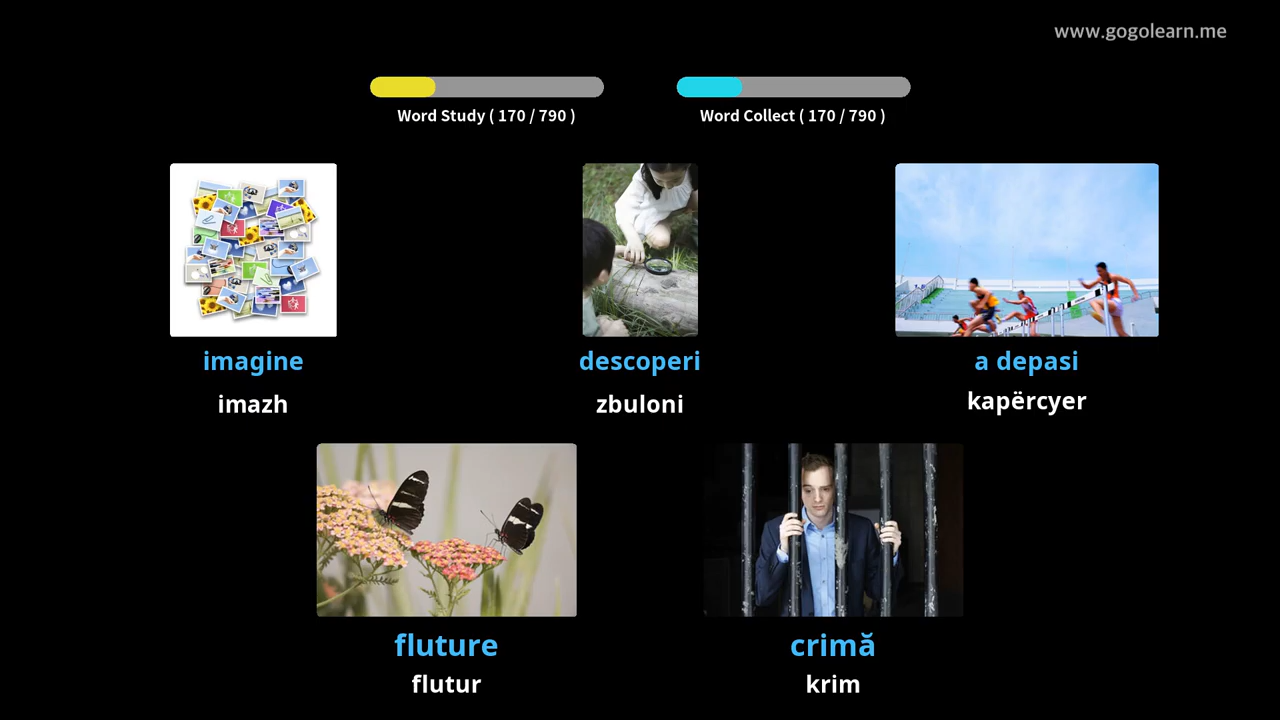 www.gogolearn.me
Word Study ( 170 / 790 )
Word Collect ( 170 / 790 )
imagine
descoperi
a depasi
imazh
zbuloni
kapërcyer
fluture
crimă
flutur
krim